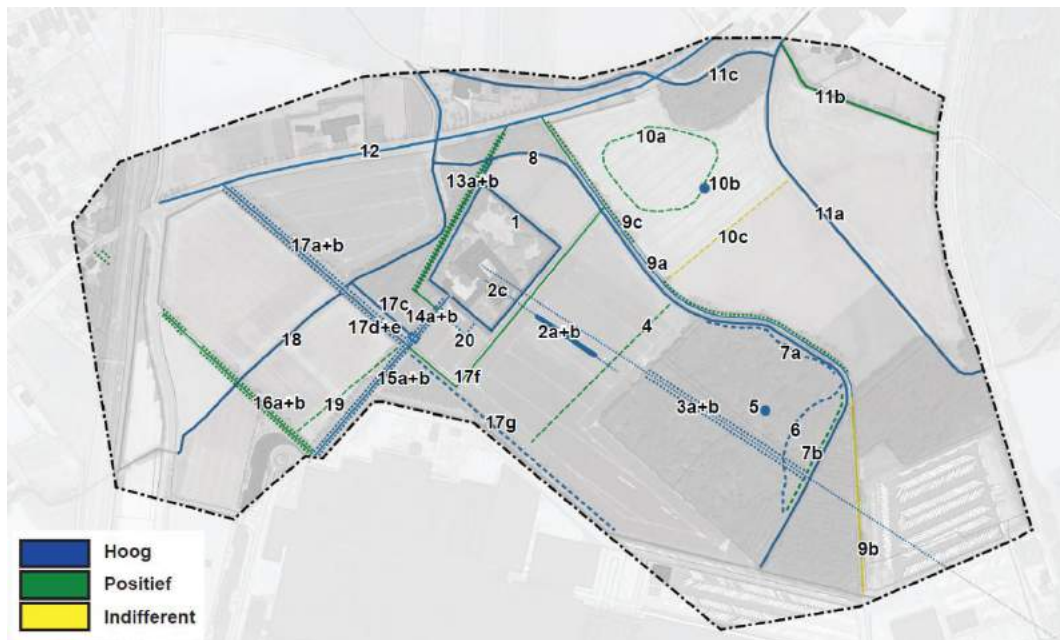 11c
11b
10a
12
8
13a+b
10b
1
9c
11a
17a+b
10c
9a
2c
17c
14a+b
4
17d+e
2a+b
18
20
7a
15a+b
17f
16a+b
3a+b
5
19
17g
6
7b
9b
Hoog
Positief
Indifferent